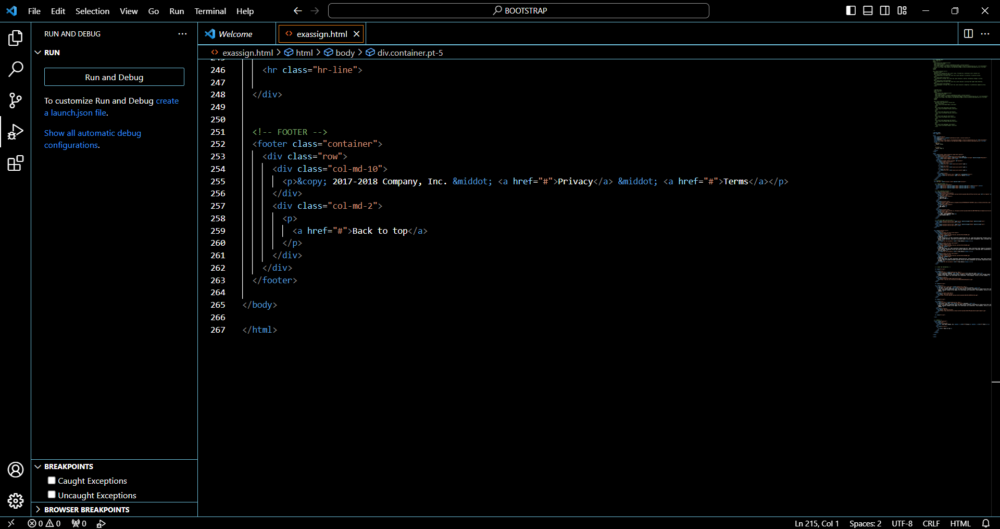 File Edit Selection View Go Run Terminal Help
BOOTSTRAP
RUN AND DEBUG
RUN
Run and Debug
To customize Run and Debug create
a launch.json file.
Show all automatic debug
configurations.
BREAKPOINTS
Caught Exceptions
Uncaught Exceptions
BROWSER BREAKPOINTS
Welcome
exassign.html
exassign.html > html > body > div.container.pt-5
246 <hr class="hr-line">
247
248 </div>
249
250
251 <!-- FOOTER -->
252 <footer class="container">
253 <div class="row">
254 <div class="col-md-10">
255 <p>&copy; 2017-2018 Company, Inc. &middot; <a href="#">Privacy</a> &middot; <a href="#">Terms</a></p>
256 </div>
257 <div class="col-md-2">
258 <p>
259 <a href="#">Back to top</a>
260 </p>
261 </div>
262 </div>
263 </footer>
264
265 </body>
266
267 </html>
0 0 0
Ln 215, Col 1 Spaces: 2 UTF-8 CRLF HTML